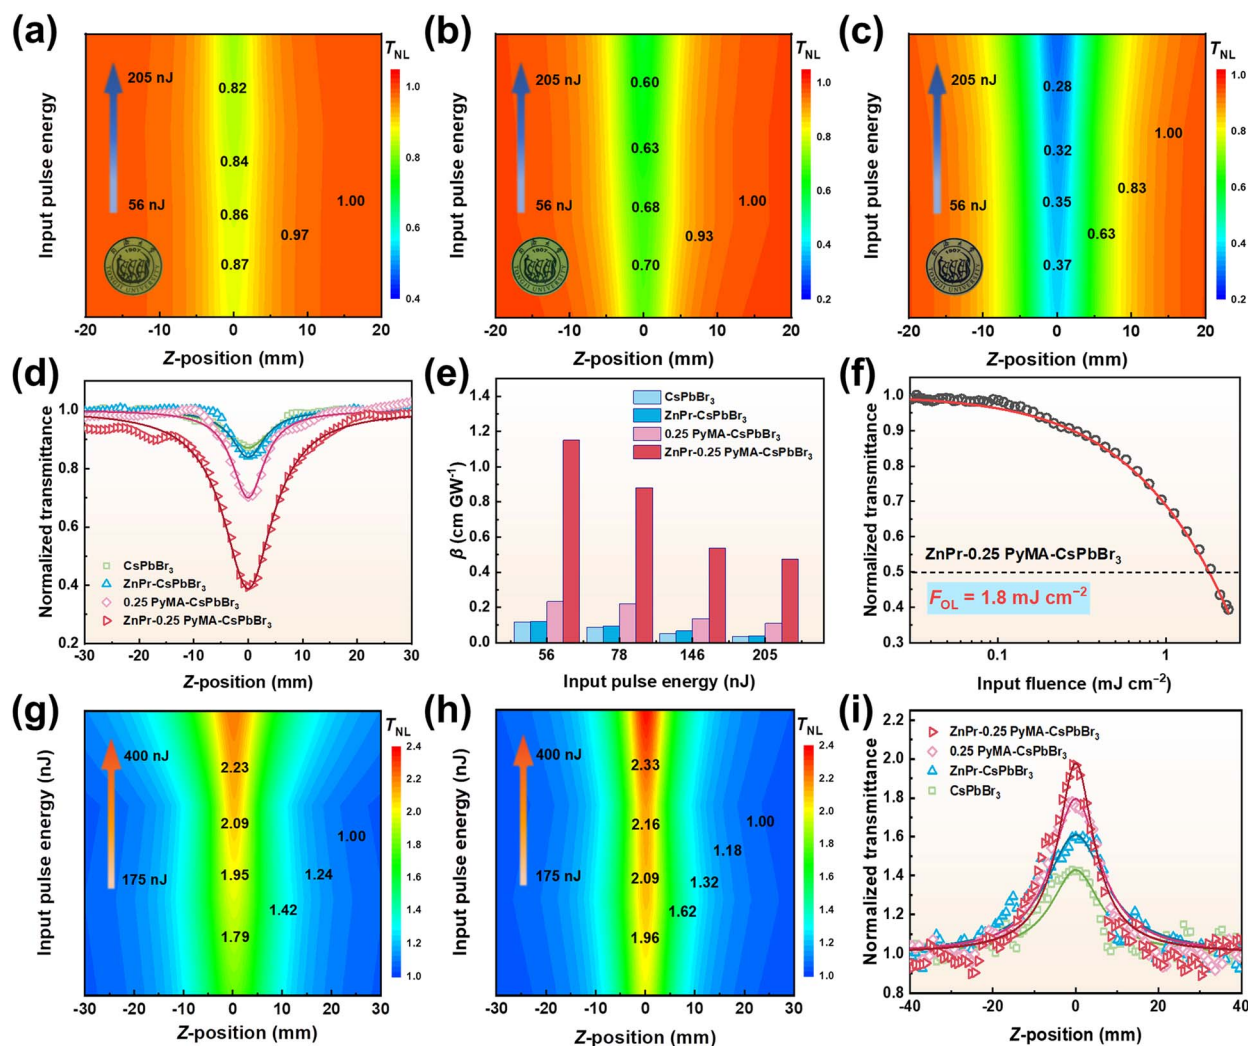 (a)
Input pulse energy
205 nJ
56 nJ
0.82
0.84
0.86
0.87
0.97
1.00
1907
TONGJI UNIVERSITY
-20
-10
0
10
20
Z-position (mm)
T_NL
1.0
0.8
0.6
0.4
(b)
Input pulse energy
205 nJ
56 nJ
0.60
0.63
0.68
0.70
0.93
1.00
1907
TONGJI UNIVERSITY
-20
-10
0
10
20
Z-position (mm)
T_NL
1.0
0.8
0.6
0.4
0.2
(c)
Input pulse energy
205 nJ
56 nJ
0.28
0.32
0.35
0.37
0.63
0.83
1.00
1907
TONGJI UNIVERSITY
-20
-10
0
10
20
Z-position (mm)
T_NL
1.0
0.8
0.6
0.4
0.2
(d)
Normalized transmittance
1.0
0.8
0.6
0.4
0.2
CsPbBr₃
ZnPr-CsPbBr₃
0.25 PyMA-CsPbBr₃
ZnPr-0.25 PyMA-CsPbBr₃
-30
-20
-10
0
10
20
30
Z-position (mm)
(e)
β (cm GW⁻¹)
1.4
1.2
1.0
0.8
0.6
0.4
0.2
0.0
CsPbBr₃
ZnPr-CsPbBr₃
0.25 PyMA-CsPbBr₃
ZnPr-0.25 PyMA-CsPbBr₃
56
78
146
205
Input pulse energy (nJ)
(f)
Normalized transmittance
1.0
0.9
0.8
0.7
0.6
0.5
0.4
0.3
ZnPr-0.25 PyMA-CsPbBr₃
F_OL = 1.8 mJ cm⁻²
0.1
1
Input fluence (mJ cm⁻²)
(g)
Input pulse energy (nJ)
400 nJ
175 nJ
2.23
2.09
1.95
1.79
1.42
1.24
1.00
-30
-20
-10
0
10
20
30
Z-position (mm)
T_NL
2.4
2.2
2.0
1.8
1.6
1.4
1.2
1.0
(h)
Input pulse energy (nJ)
400 nJ
175 nJ
2.33
2.16
2.09
1.96
1.62
1.32
1.18
1.00
-30
-20
-10
0
10
20
30
Z-position (mm)
T_NL
2.4
2.2
2.0
1.8
1.6
1.4
1.2
1.0
(i)
Normalized transmittance
2.2
2.0
1.8
1.6
1.4
1.2
1.0
0.8
ZnPr-0.25 PyMA-CsPbBr₃
0.25 PyMA-CsPbBr₃
ZnPr-CsPbBr₃
CsPbBr₃
-40
-20
0
20
40
Z-position (mm)